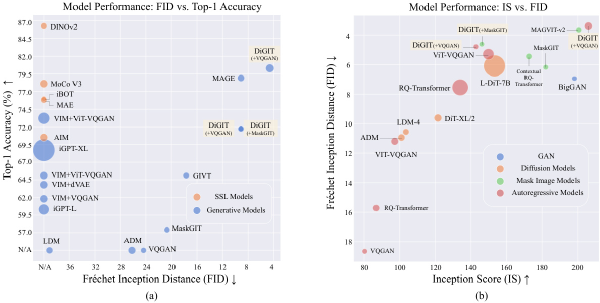 Model Performance: FID vs. Top-1 Accuracy
Top-1 Accuracy (%) ↑
87.0
82.0
79.5
77.0
74.5
72.0
69.5
67.0
64.5
62.0
59.5
57.0
N/A
DINOv2
DiGIT
(+VQGAN)
MAGE
MoCo V3
iBOT
MAE
VIM+ViT-VQGAN
DiGIT
(+VQGAN)
DiGIT
(+MaskGIT)
AIM
iGPT-XL
VIM+ViT-VQGAN
VIM+dVAE
GIVT
VIM+VQGAN
iGPT-L
SSL Models
Generative Models
MaskGIT
LDM
ADM
VQGAN
N/A 36 32 28 24 20 16 12 8 4
Fréchet Inception Distance (FID) ↓
(a)
Model Performance: IS vs. FID
Fréchet Inception Distance (FID) ↓
4
6
8
10
12
14
16
18
DiGIT(+MaskGIT)
MAGVIT-v2
DiGIT
(+VQGAN)
DiGIT(+VQGAN)
ViT-VQGAN
MaskGIT
L-DiT-7B
Contextual
RQ-
Transformer
BigGAN
RQ-Transformer
LDM-4
DiT-XL/2
ADM
VIT-VQGAN
GAN
Diffusion Models
Mask Image Models
Autoregressive Models
RQ-Transformer
VQGAN
80 100 120 140 160 180 200
Inception Score (IS) ↑
(b)